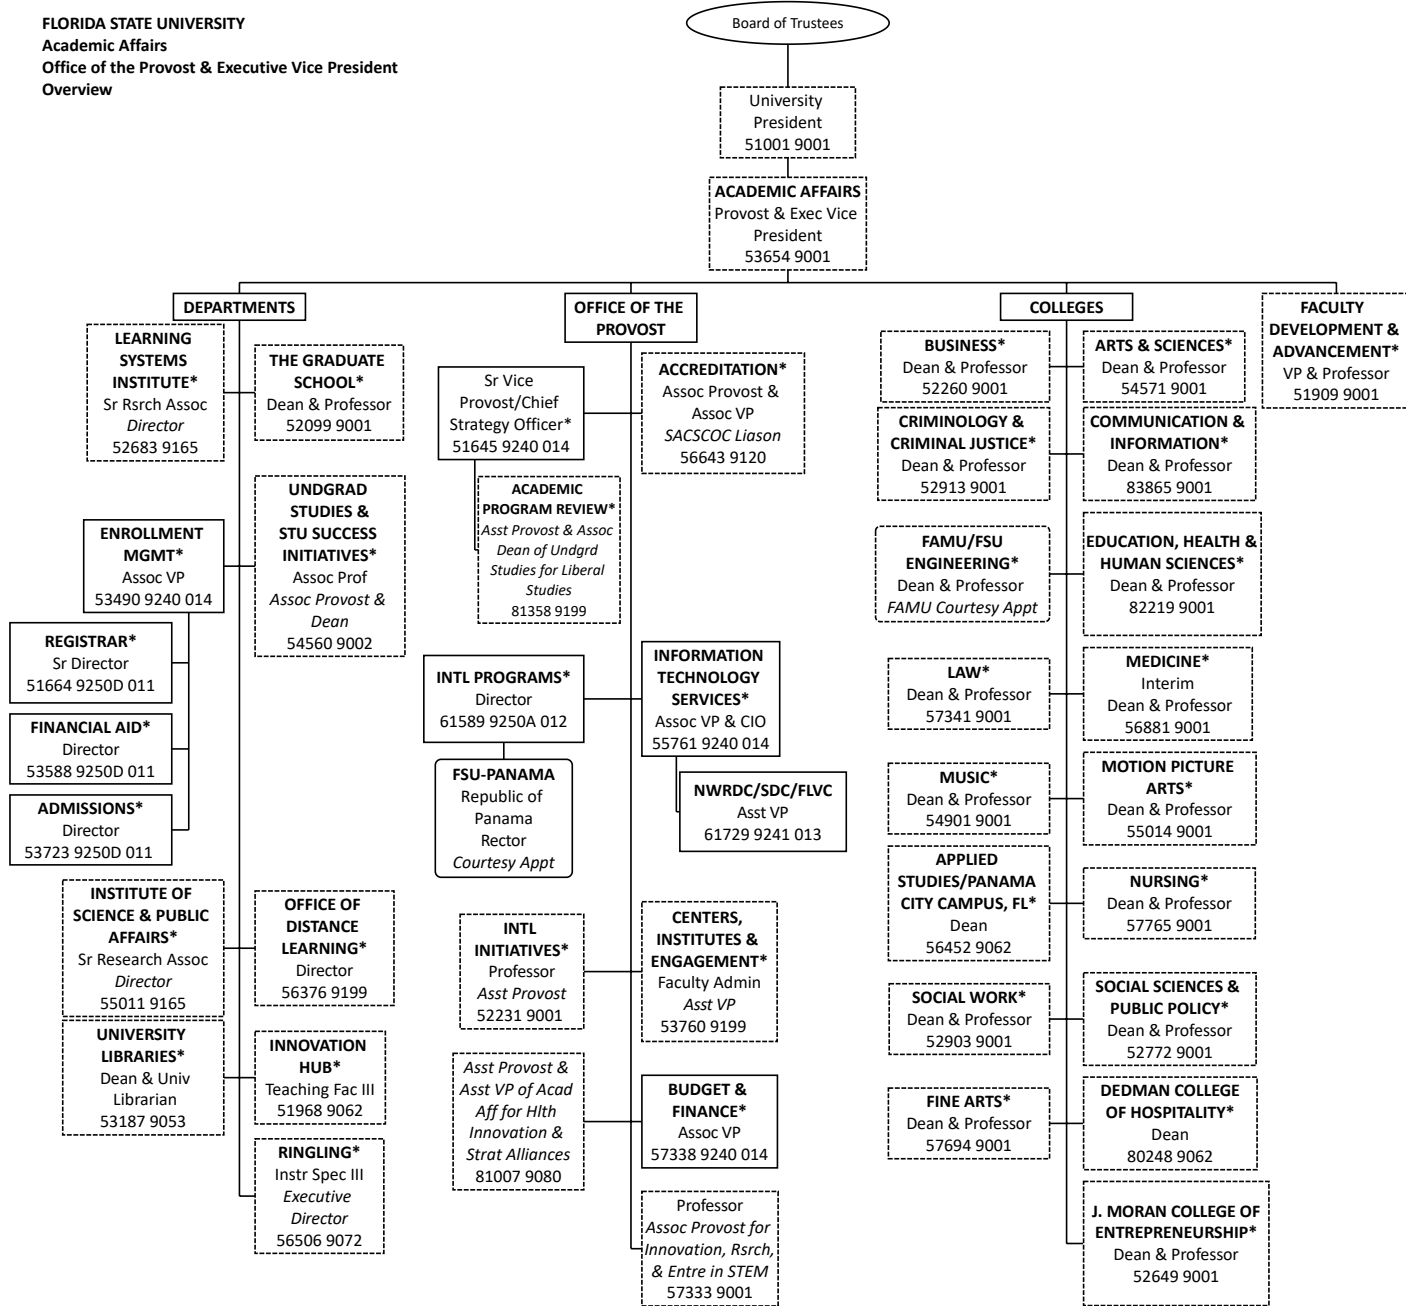 FLORIDA STATE UNIVERSITY
Academic Affairs
Office of the Provost & Executive Vice President
Overview
Board of Trustees
University
President
51001 9001
ACADEMIC AFFAIRS
Provost & Exec Vice
President
53654 9001
DEPARTMENTS
LEARNING
SYSTEMS
INSTITUTE*
Sr Rsrch Assoc
Director
52683 9165
THE GRADUATE
SCHOOL*
Dean & Professor
52099 9001
UNDGRAD
STUDIES &
STU SUCCESS
INITIATIVES*
Assoc Prof
Assoc Provost &
Dean
54560 9002
ENROLLMENT
MGMT*
Assoc VP
53490 9240 014
REGISTRAR*
Sr Director
51664 9250D 011
FINANCIAL AID*
Director
53588 9250D 011
ADMISSIONS*
Director
53723 9250D 011
INSTITUTE OF
SCIENCE & PUBLIC
AFFAIRS*
Sr Research Assoc
Director
55011 9165
OFFICE OF
DISTANCE
LEARNING*
Director
56376 9199
UNIVERSITY
LIBRARIES*
Dean & Univ
Librarian
53187 9053
INNOVATION
HUB*
Teaching Fac III
51968 9062
RINGLING*
Instr Spec III
Executive
Director
56506 9072
OFFICE OF THE
PROVOST
Sr Vice
Provost/Chief
Strategy Officer*
51645 9240 014
ACCREDITATION*
Assoc Provost &
Assoc VP
SACSCOC Liason
56643 9120
ACADEMIC
PROGRAM REVIEW*
Asst Provost & Assoc
Dean of Undgrd
Studies for Liberal
Studies
81358 9199
INTL PROGRAMS*
Director
61589 9250A 012
INFORMATION
TECHNOLOGY
SERVICES*
Assoc VP & CIO
55761 9240 014
FSU-PANAMA
Republic of
Panama
Rector
Courtesy Appt
NWRDC/SDC/FLVC
Asst VP
61729 9241 013
INTL
INITIATIVES*
Professor
Asst Provost
52231 9001
CENTERS,
INSTITUTES &
ENGAGEMENT*
Faculty Admin
Asst VP
53760 9199
Asst Provost &
Asst VP of Acad
Aff for Hlth
Innovation &
Strat Alliances
81007 9080
BUDGET &
FINANCE*
Assoc VP
57338 9240 014
Professor
Assoc Provost for
Innovation, Rsrch,
& Entre in STEM
57333 9001
COLLEGES
BUSINESS*
Dean & Professor
52260 9001
ARTS & SCIENCES*
Dean & Professor
54571 9001
CRIMINOLOGY &
CRIMINAL JUSTICE*
Dean & Professor
52913 9001
COMMUNICATION &
INFORMATION*
Dean & Professor
83865 9001
FAMU/FSU
ENGINEERING*
Dean & Professor
FAMU Courtesy Appt
EDUCATION, HEALTH &
HUMAN SCIENCES*
Dean & Professor
82219 9001
LAW*
Dean & Professor
57341 9001
MEDICINE*
Interim
Dean & Professor
56881 9001
MUSIC*
Dean & Professor
54901 9001
MOTION PICTURE
ARTS*
Dean & Professor
55014 9001
APPLIED
STUDIES/PANAMA
CITY CAMPUS, FL*
Dean
56452 9062
NURSING*
Dean & Professor
57765 9001
SOCIAL WORK*
Dean & Professor
52903 9001
SOCIAL SCIENCES &
PUBLIC POLICY*
Dean & Professor
52772 9001
FINE ARTS*
Dean & Professor
57694 9001
DEDMAN COLLEGE
OF HOSPITALITY*
Dean
80248 9062
J. MORAN COLLEGE OF
ENTREPRENEURSHIP*
Dean & Professor
52649 9001
FACULTY
DEVELOPMENT &
ADVANCEMENT*
VP & Professor
51909 9001